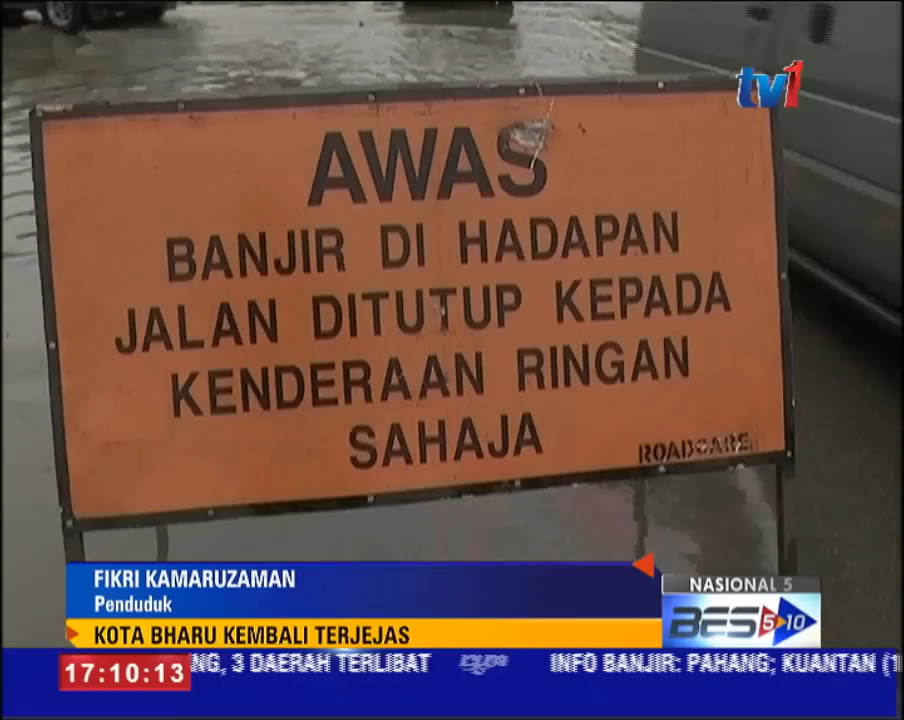 tv1
AWAS
BANJIR DI HADAPAN
JALAN DITUTUP KEPADA
KENDERAAN RINGAN
SAHAJA
ROADCARE
FIKRI KAMARUZAMAN
Penduduk
NASIONAL 5
BES 5 10
KOTA BHARU KEMBALI TERJEJAS
17:10:13
NG, 3 DAERAH TERLIBAT
INFO BANJIR: PAHANG; KUANTAN (1